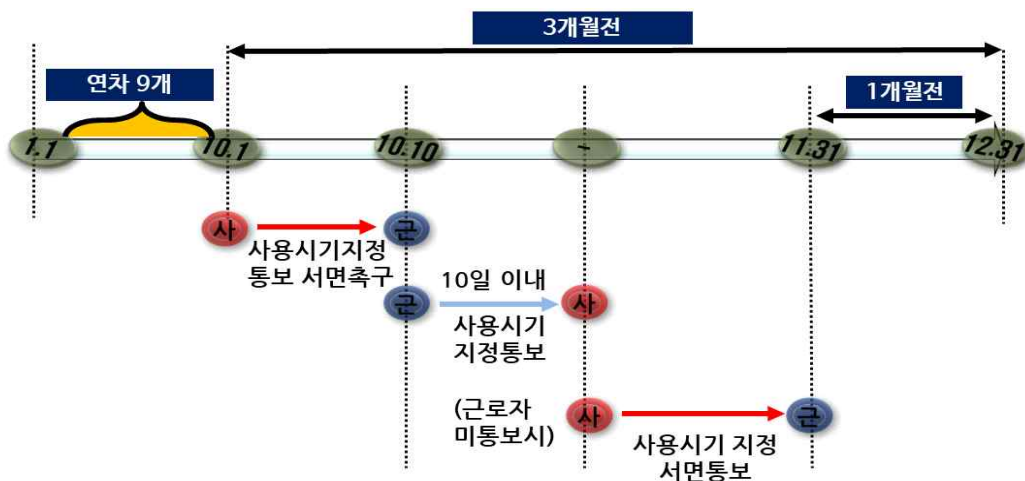 3개월전
연차 9개
1개월전
1.1
10.1
10.10
-
11.31
12.31
사
근
사용시기지정
통보 서면촉구
근
10일 이내
사
사용시기
지정통보
(근로자
미통보시)
사
근
사용시기 지정
서면통보